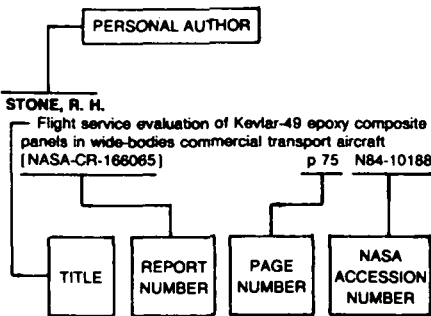 PERSONAL AUTHOR
STONE, R. H.
Flight service evaluation of Kevlar-49 epoxy composite
panels in wide-bodies commercial transport aircraft
[NASA-CR-166065] p 75 N84-10188
TITLE
REPORT
NUMBER
PAGE
NUMBER
NASA
ACCESSION
NUMBER